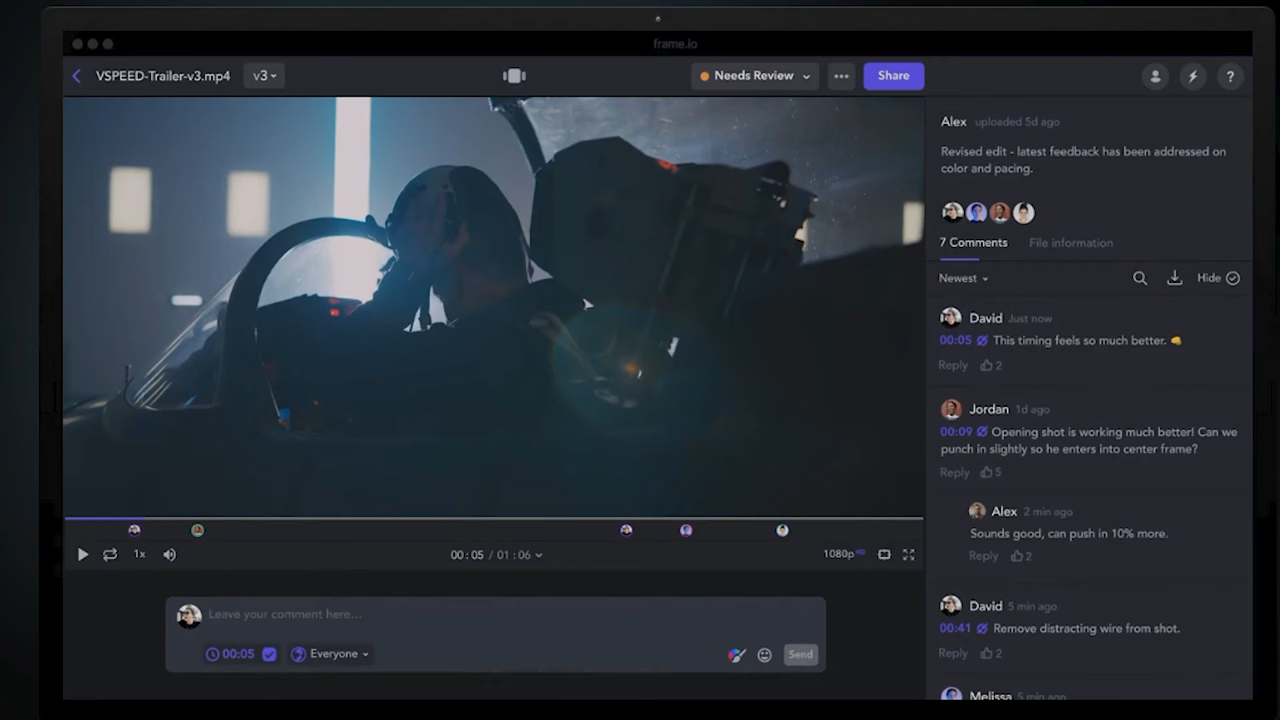 frame.io
VSPEED-Trailer-v3.mp4 v3
Needs Review
Share
?
Alex uploaded 5d ago
Revised edit - latest feedback has been addressed on
color and pacing.
7 Comments File information
Newest
Hide
David Just now
00:05 This timing feels so much better. 👊
Reply 2
Jordan 1d ago
00:09 Opening shot is working much better! Can we
punch in slightly so he enters into center frame?
Reply 5
Alex 2 min ago
Sounds good, can push in 10% more.
Reply 2
David 5 min ago
00:41 Remove distracting wire from shot.
Reply 2
Melissa 5 min ago
1x
00:05 / 01:06
1080p HD
Leave your comment here...
00:05 Everyone
Send